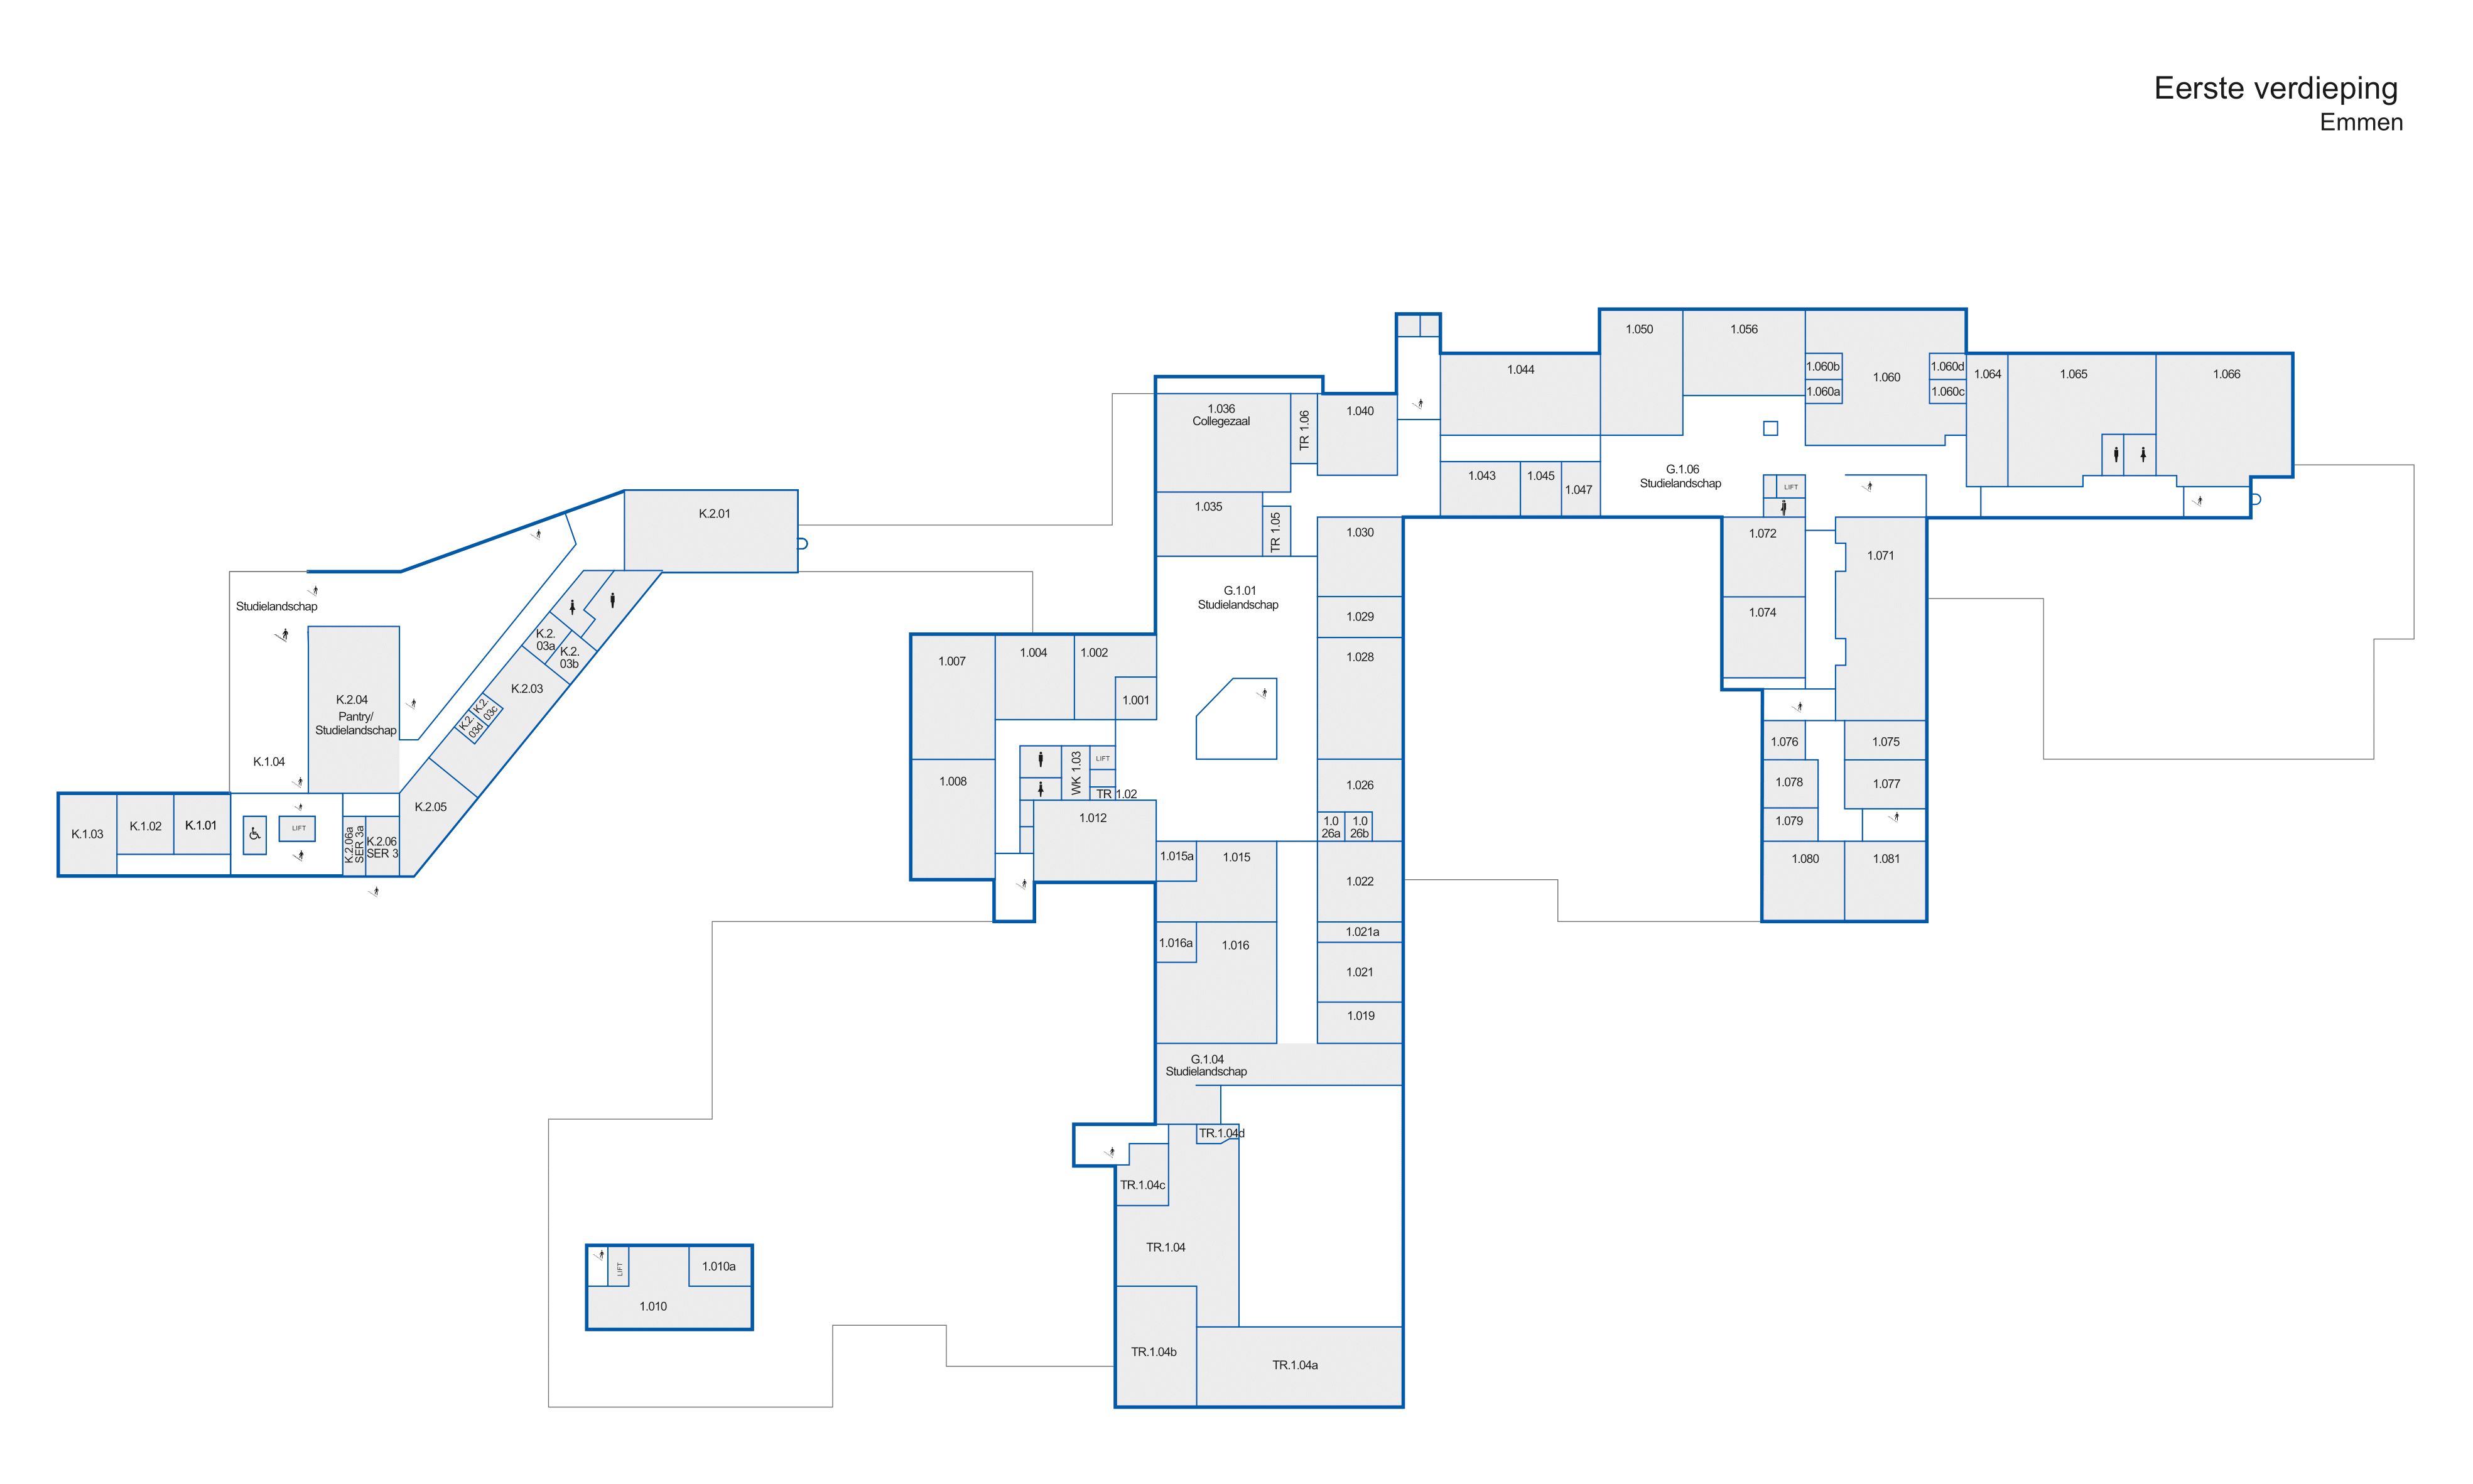 Eerste verdieping
Emmen
1.050
1.056
1.044
1.060b
1.060a
1.060
1.060d
1.060c
1.064
1.065
1.066
1.036
Collegezaal
TR 1.06
1.040
1.043
1.045
1.047
G.1.06
Studielandschap
LIFT
1.035
TR 1.05
1.030
1.072
1.071
K.2.01
G.1.01
Studielandschap
1.029
1.074
Studielandschap
K.2.
03a
K.2.
03b
1.007
1.004
1.002
1.001
1.028
K.2.04
Pantry/
Studielandschap
K.2.03
K.2.
03c
K.2.
03d
1.076
1.075
K.1.04
1.008
WK 1.03
LIFT
TR 1.02
1.026
1.078
1.077
K.2.05
K.1.03
K.1.02
K.1.01
LIFT
K.2.06a
SER 3a
K.2.06
SER 3
1.012
1.0
26a
1.0
26b
1.079
1.015a
1.015
1.022
1.080
1.081
1.016a
1.016
1.021a
1.021
1.019
G.1.04
Studielandschap
TR.1.04d
TR.1.04c
TR.1.04
LIFT
1.010a
1.010
TR.1.04b
TR.1.04a